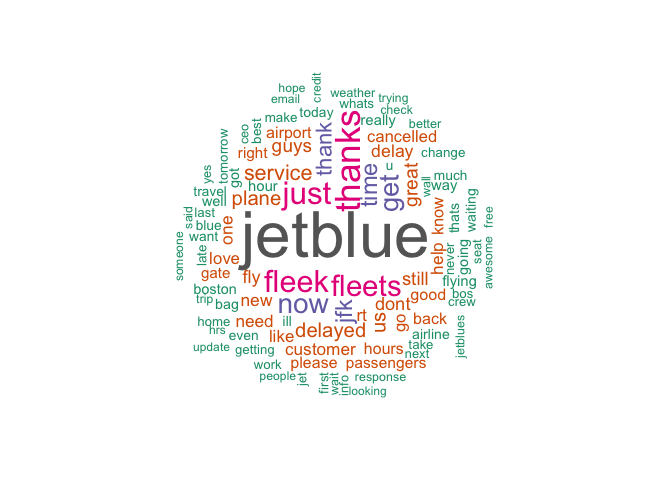 hope
credit
email
weather
whats
trying
check
today
make
really
better
best
ceo
airport
thank
thanks
cancelled
right
guys
delay
change
yes
tomorrow
got
service
hour
time
get
u
great
wall
much
way
travel
well
plane
just
said
last
blue
want
one
jetblue
help
know
thats
waiting
free
never
going
seat
awesome
someone
late
love
gate
fly
fleek
fleets
still
flying
boston
trip
bag
new
now
jfk
rt
us
dont
go
good
bos
crew
back
home
hrs
need
ill
delayed
airline
jetblues
even
like
update
getting
customer
hours
take
next
work
please
passengers
people
jet
first
wait
info
response
looking